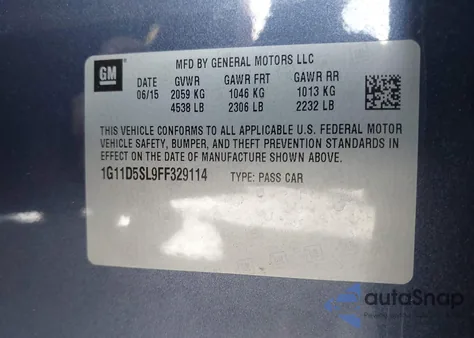 MFD BY GENERAL MOTORS LLC
GM
DATE GVWR GAWR FRT GAWR RR
06/15 2059 KG 1046 KG 1013 KG
4538 LB 2306 LB 2232 LB
THIS VEHICLE CONFORMS TO ALL APPLICABLE U.S. FEDERAL MOTOR
VEHICLE SAFETY, BUMPER, AND THEFT PREVENTION STANDARDS IN
EFFECT ON THE DATE OF MANUFACTURE SHOWN ABOVE.
1G11D5SL9FF329114 TYPE: PASS CAR
autoSnap